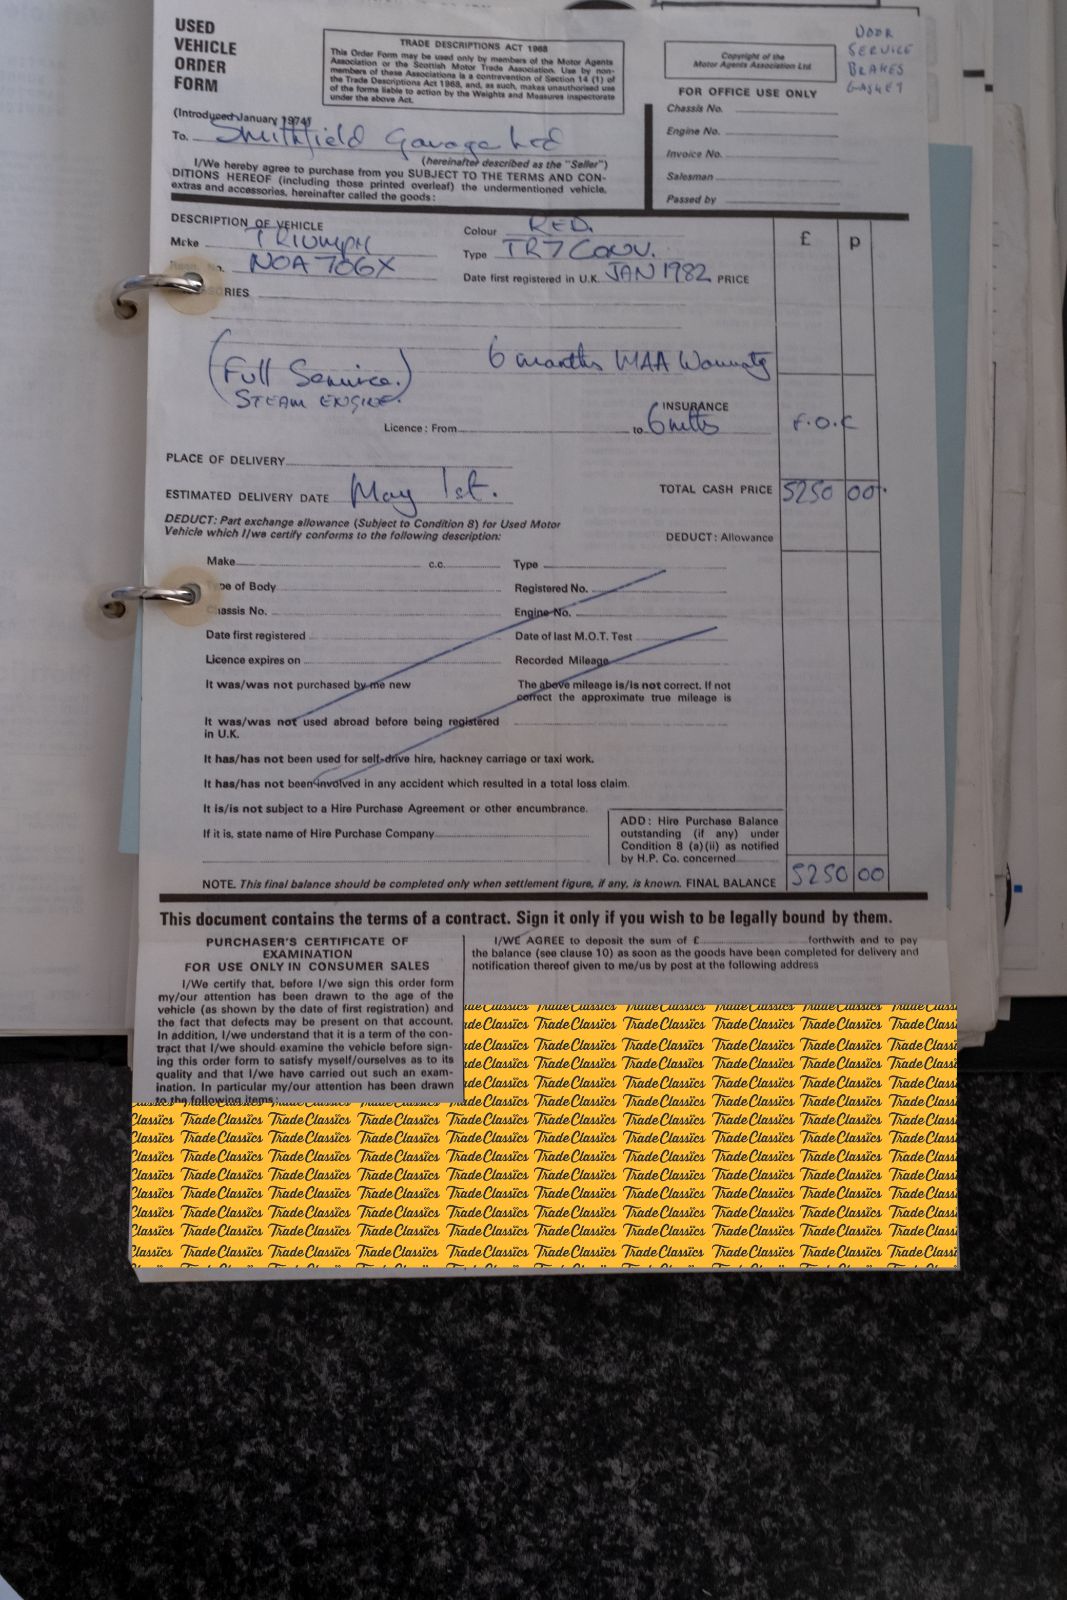 USED
VEHICLE
ORDER
FORM
(Introduced January 1974)
TRADE DESCRIPTIONS ACT 1968
This Order Form may be used only by members of the Motor Agents
Association or the Scottish Motor Trade Association. Use by non-
members of these Associations is a contravention of Section 14 (1) of
the Trade Descriptions Act 1968, and, as such, makes unauthorised use
of the forms liable to action by the Weights and Measures inspectorate
under the above Act.
Copyright of the
Motor Agents Association Ltd.
DOOR
SERVICE
BRAKES
GASKET
FOR OFFICE USE ONLY
Chassis No.
Engine No.
Invoice No.
Salesman
Passed by
To. Smithfield Garage Ltd
(hereinafter described as the "Seller")
I/We hereby agree to purchase from you SUBJECT TO THE TERMS AND CON-
DITIONS HEREOF (including those printed overleaf) the undermentioned vehicle,
extras and accessories, hereinafter called the goods:
DESCRIPTION OF VEHICLE
Colour RED.
£ p
Make TRIUMPH
Type TR7 CONV.
No. NOA 706X
Date first registered in U.K. JAN 1982 PRICE
ORIES
(Full Service.)
6 months MAA Warranty
STEAM ENGINE.
INSURANCE
Licence: From to 6 mths F.O.C
PLACE OF DELIVERY
ESTIMATED DELIVERY DATE May 1st.
TOTAL CASH PRICE 5250 00
DEDUCT: Part exchange allowance (Subject to Condition 8) for Used Motor
Vehicle which I/we certify conforms to the following description:
DEDUCT: Allowance
Make c.c. Type
pe of Body Registered No.
hassis No. Engine No.
Date first registered Date of last M.O.T. Test
Licence expires on Recorded Mileage
It was/was not purchased by me new
The above mileage is/is not correct. If not
correct the approximate true mileage is
It was/was not used abroad before being registered
in U.K.
It has/has not been used for self-drive hire, hackney carriage or taxi work.
It has/has not been involved in any accident which resulted in a total loss claim.
It is/is not subject to a Hire Purchase Agreement or other encumbrance.
If it is, state name of Hire Purchase Company
ADD: Hire Purchase Balance
outstanding (if any) under
Condition 8 (a)(ii) as notified
by H.P. Co. concerned
NOTE. This final balance should be completed only when settlement figure, if any, is known. FINAL BALANCE 5250 00
This document contains the terms of a contract. Sign it only if you wish to be legally bound by them.
PURCHASER'S CERTIFICATE OF
EXAMINATION
FOR USE ONLY IN CONSUMER SALES
I/We certify that, before I/we sign this order form
my/our attention has been drawn to the age of the
vehicle (as shown by the date of first registration) and
the fact that defects may be present on that account.
In addition, I/we understand that it is a term of the con-
tract that I/we should examine the vehicle before sign-
ing this order form to satisfy myself/ourselves as to its
quality and that I/we have carried out such an exam-
ination. In particular my/our attention has been drawn
to the following items:
I/WE AGREE to deposit the sum of £ forthwith and to pay
the balance (see clause 10) as soon as the goods have been completed for delivery and
notification thereof given to me/us by post at the following address
Trade Classics